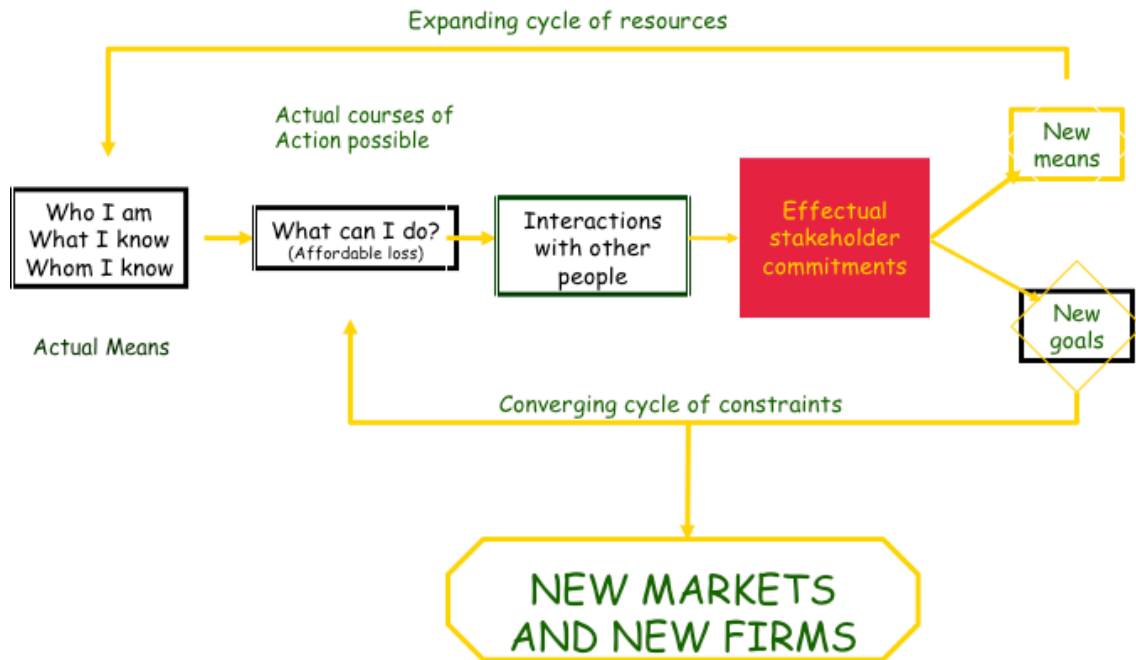 Expanding cycle of resources
Actual courses of
Action possible
New
means
Who I am
What I know
Whom I know
What can I do?
(Affordable loss)
Interactions
with other
people
Effectual
stakeholder
commitments
New
goals
Actual Means
Converging cycle of constraints
NEW MARKETS
AND NEW FIRMS